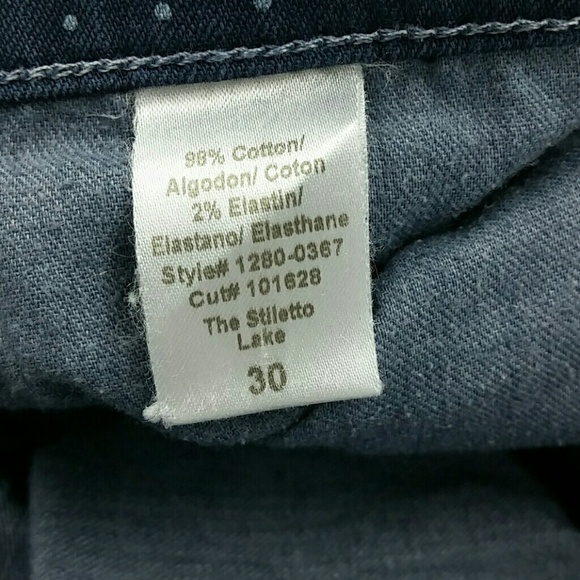 98% Cotton/
Algodon/ Coton
2% Elastin/
Elastano/ Elasthane
Style# 1280-0367
Cut# 101628
The Stiletto
Lake
30